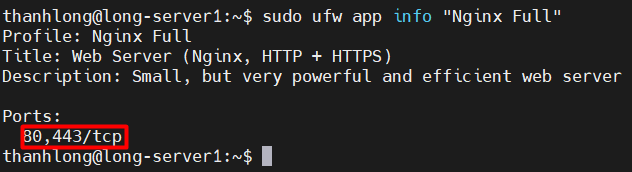 thanhlong@long-server1:~$ sudo ufw app info "Nginx Full"
Profile: Nginx Full
Title: Web Server (Nginx, HTTP + HTTPS)
Description: Small, but very powerful and efficient web server
Ports:
80,443/tcp
thanhlong@long-server1:~$